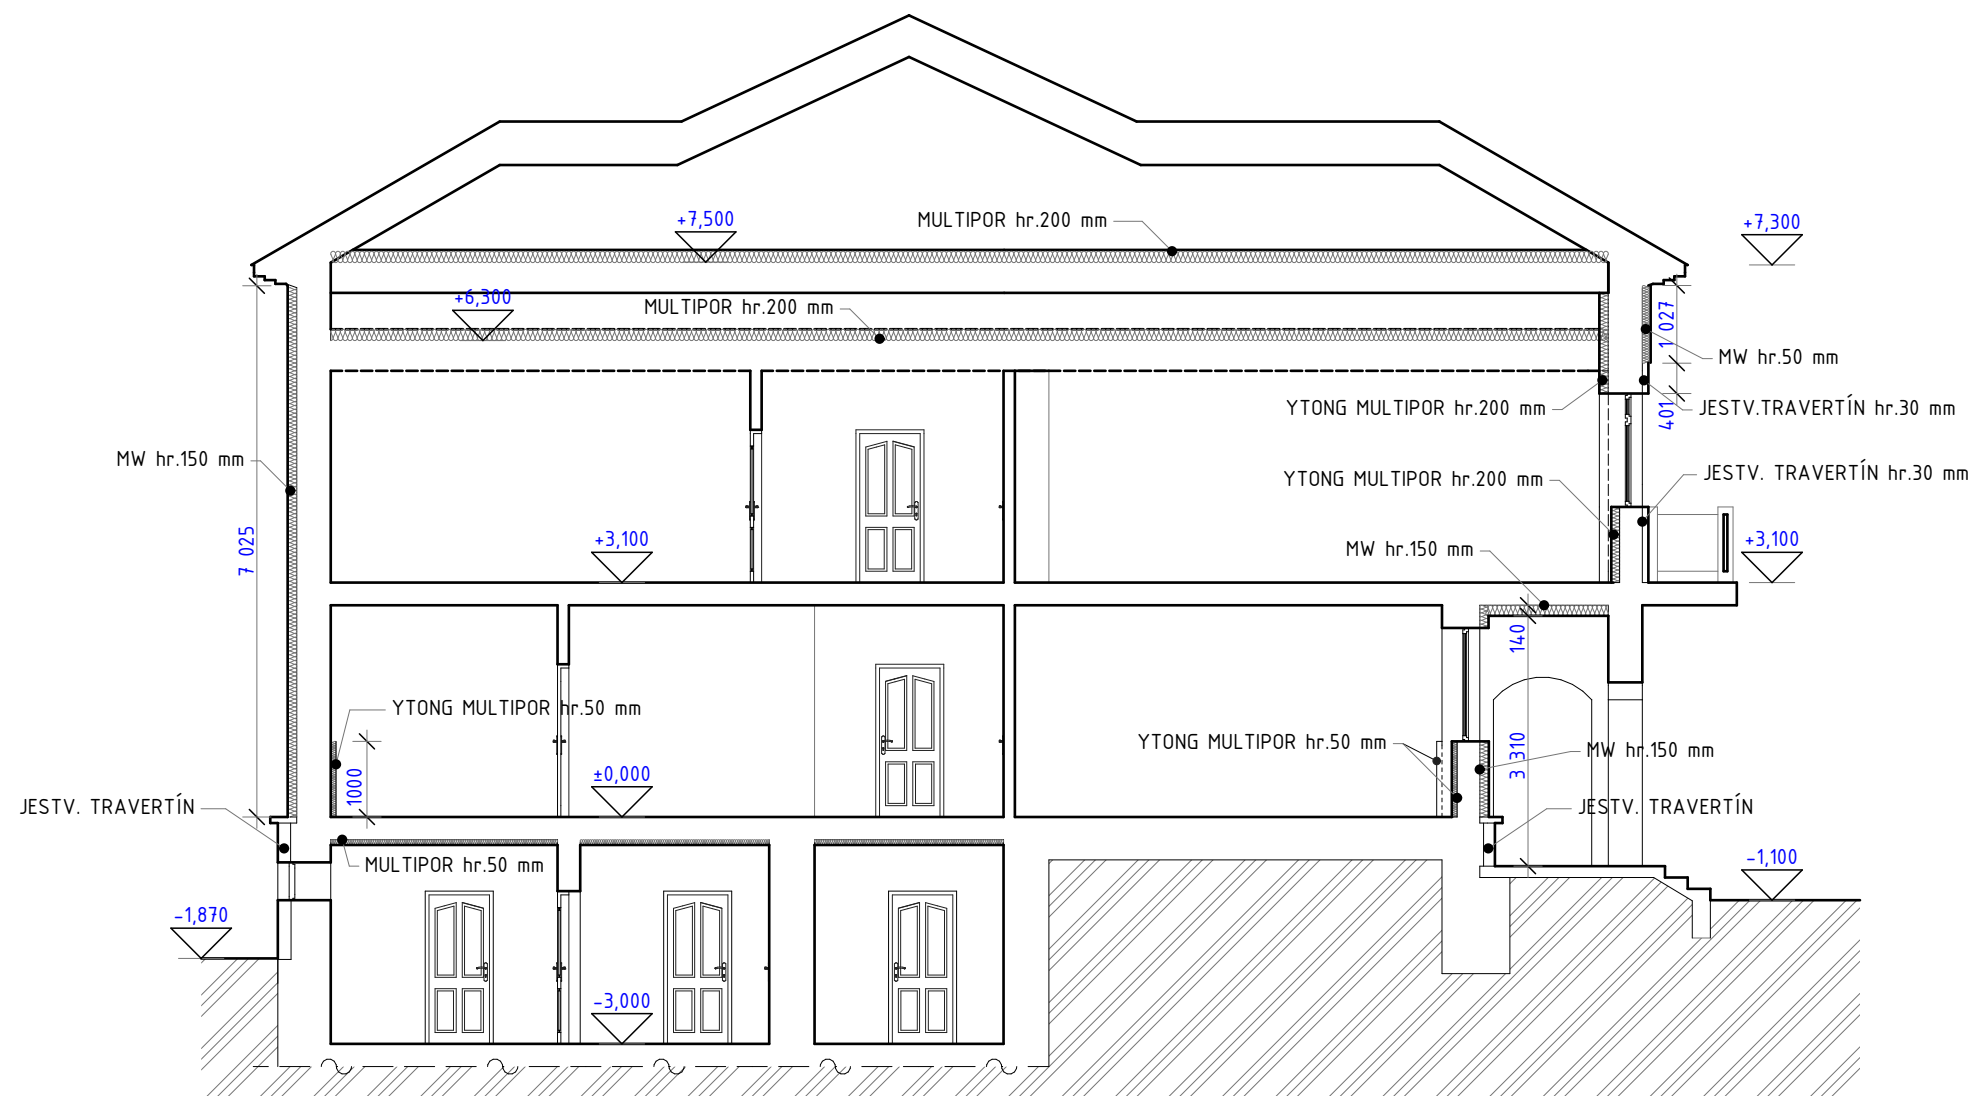 +7,500
MULTIPOR hr.200 mm
+7,300
+6,300
MULTIPOR hr.200 mm
1 027
MW hr.50 mm
YTONG MULTIPOR hr.200 mm
401
JESTV.TRAVERTÍN hr.30 mm
MW hr.150 mm
YTONG MULTIPOR hr.200 mm
JESTV. TRAVERTÍN hr.30 mm
7 025
+3,100
MW hr.150 mm
+3,100
140
YTONG MULTIPOR hr.50 mm
YTONG MULTIPOR hr.50 mm
MW hr.150 mm
3 310
1000
±0,000
JESTV. TRAVERTÍN
JESTV. TRAVERTÍN
MULTIPOR hr.50 mm
-1,100
-1,870
-3,000